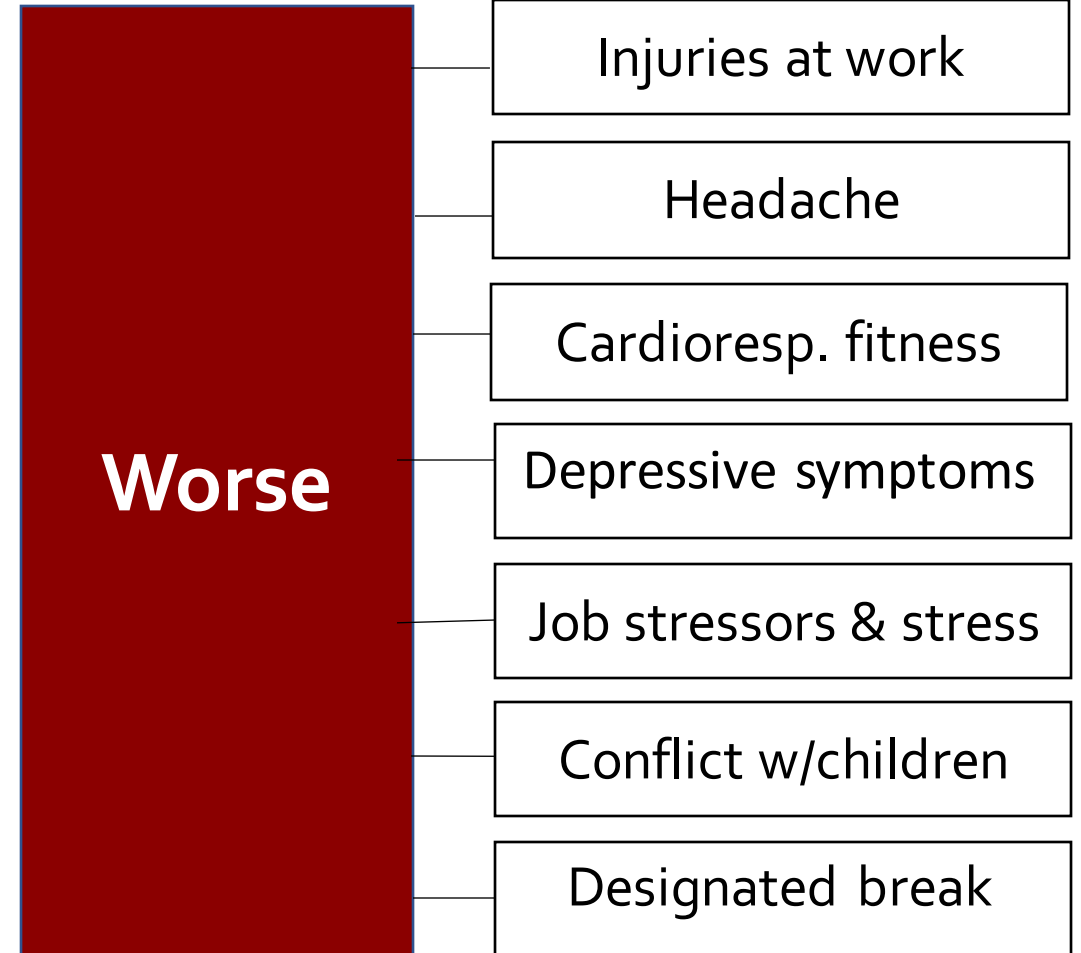 Injuries at work
Headache
Cardioresp. fitness
Worse
Depressive symptoms
Job stressors & stress
Conflict w/children
Designated break